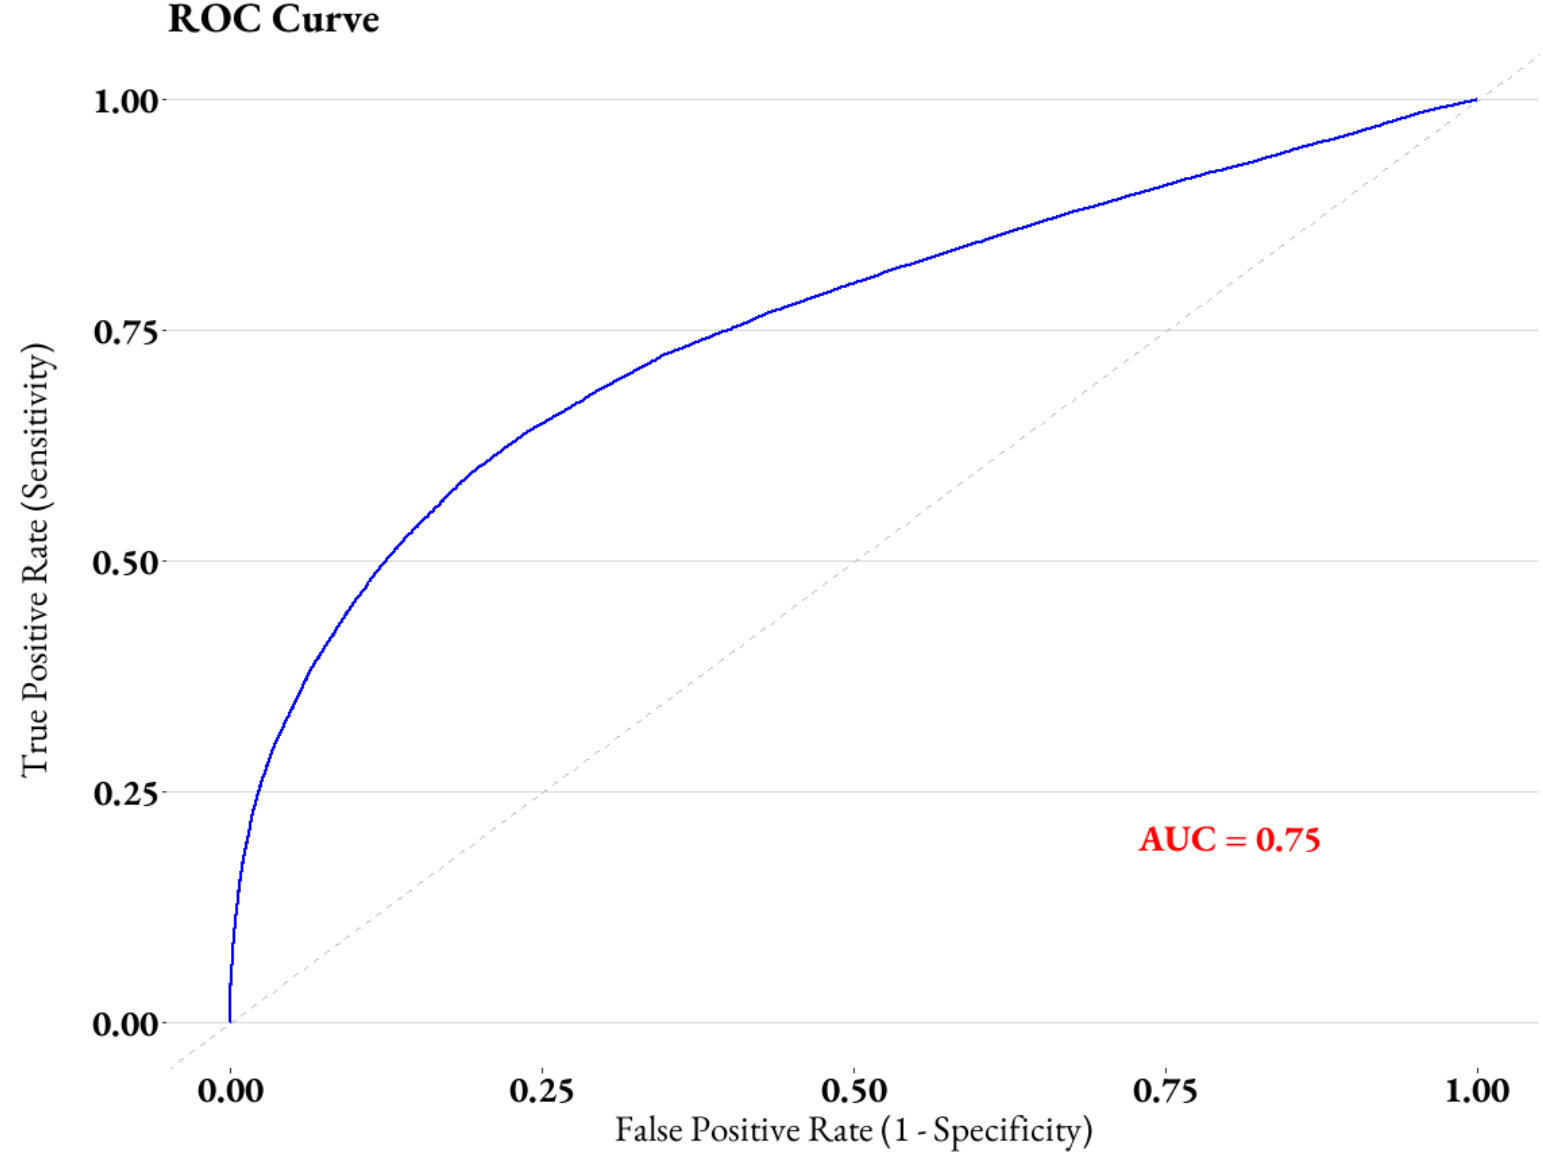 ROC Curve
1.00
0.75
0.50
0.25
0.00
True Positive Rate (Sensitivity)
AUC = 0.75
0.00 0.25 0.50 0.75 1.00
False Positive Rate (1 - Specificity)